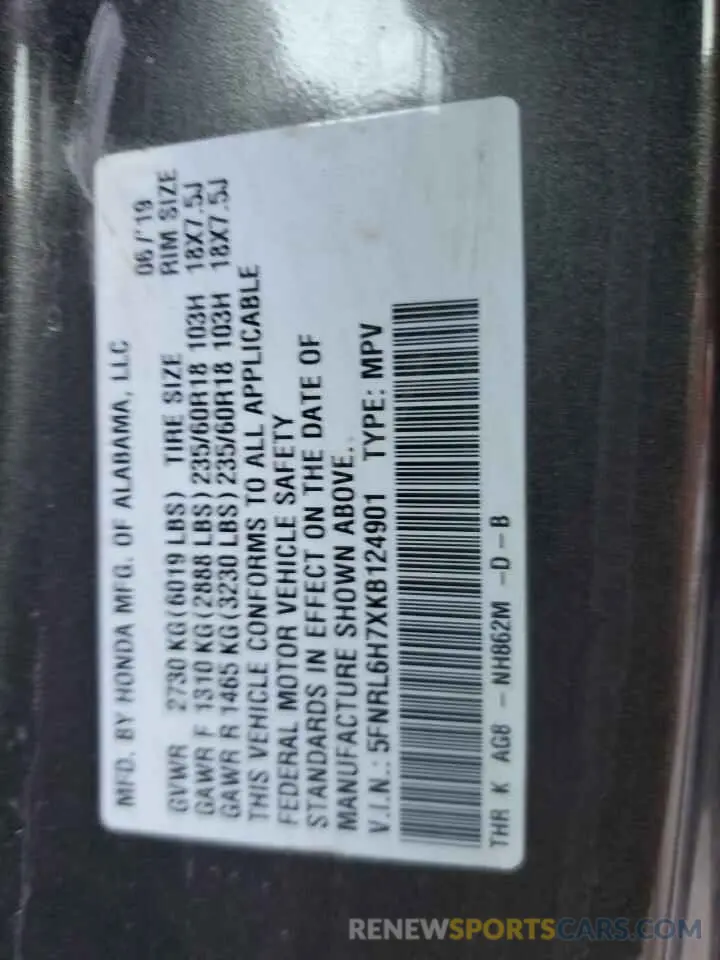 MFD. BY HONDA MFG. OF ALABAMA, LLC 06/'19
GVWR 2730 KG (6019 LBS) TIRE SIZE RIM SIZE
GAWR F 1310 KG (2888 LBS) 235/60R18 103H 18X7.5J
GAWR R 1465 KG (3230 LBS) 235/60R18 103H 18X7.5J
THIS VEHICLE CONFORMS TO ALL APPLICABLE
FEDERAL MOTOR VEHICLE SAFETY
STANDARDS IN EFFECT ON THE DATE OF
MANUFACTURE SHOWN ABOVE.
V.I.N.: 5FNRL6H7XKB124901 TYPE: MPV
THR K AG8 - NH862M - D - B
RENEWSPORTSCARS.COM